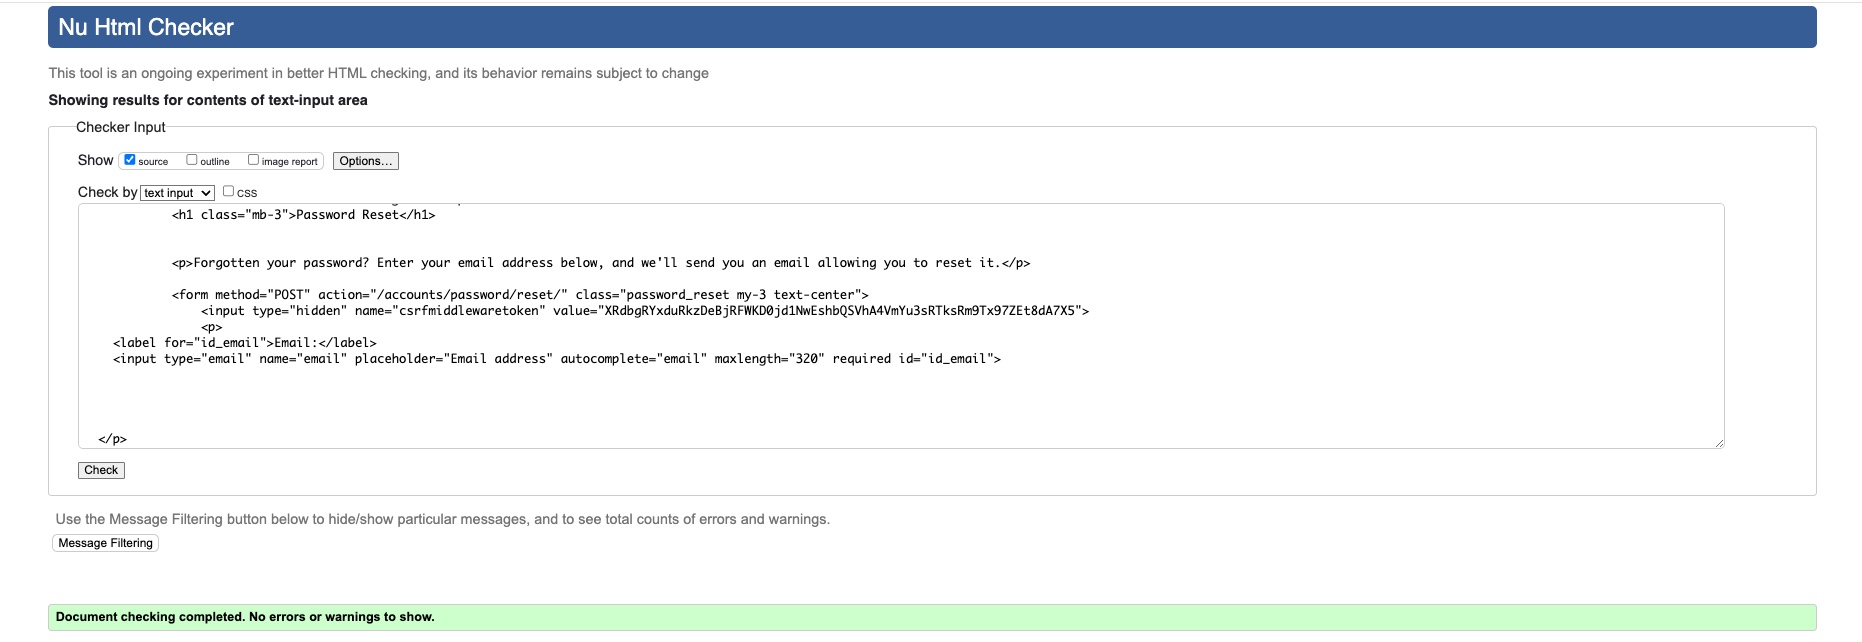 Nu Html Checker
This tool is an ongoing experiment in better HTML checking, and its behavior remains subject to change
Showing results for contents of text-input area
Checker Input
Show source outline image report Options...
Check by text input CSS
<h1 class="mb-3">Password Reset</h1>
<p>Forgotten your password? Enter your email address below, and we'll send you an email allowing you to reset it.</p>
<form method="POST" action="/accounts/password/reset/" class="password_reset my-3 text-center">
<input type="hidden" name="csrfmiddlewaretoken" value="XRdbgRYxduRkzDeBjRFWKD0jd1NwEshbQSVhA4VmYu3sRTksRm9Tx97ZEt8dA7X5">
<p>
<label for="id_email">Email:</label>
<input type="email" name="email" placeholder="Email address" autocomplete="email" maxlength="320" required id="id_email">
</p>
Check
Use the Message Filtering button below to hide/show particular messages, and to see total counts of errors and warnings.
Message Filtering
Document checking completed. No errors or warnings to show.